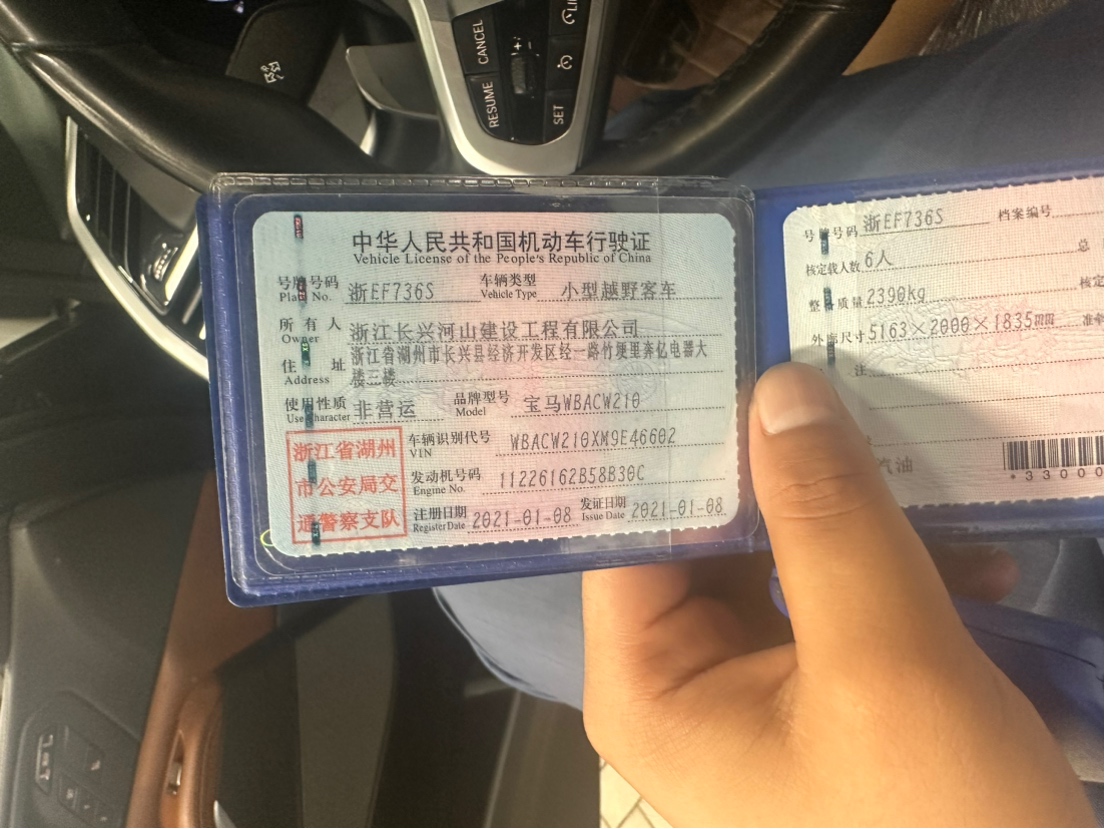 CANCEL
RESUME
SET
中华人民共和国机动车行驶证
Vehicle License of the People's Republic of China
号牌号码 浙EF736S 车辆类型 小型越野客车
Plate No. Vehicle Type
所有人 浙江长兴河山建设工程有限公司
Owner
住址 浙江省湖州市长兴县经济开发区经一路竹埂里奔亿电器大
Address 楼三楼
使用性质 非营运 品牌型号 宝马WBACW210
Use Character Model
浙江省湖州
市公安局交
通警察支队
车辆识别代号 WBACW210XM9E46602
VIN
发动机号码 11226162B58B30C
Engine No.
注册日期 2021-01-08 发证日期 2021-01-08
Register Date Issue Date
号牌号码 浙EF736S 档案编号
核定载人数 6人 总
整备质量 2390kg 核定
外廓尺寸 5163×2000×1835mm 准牵
注
汽油
*33000